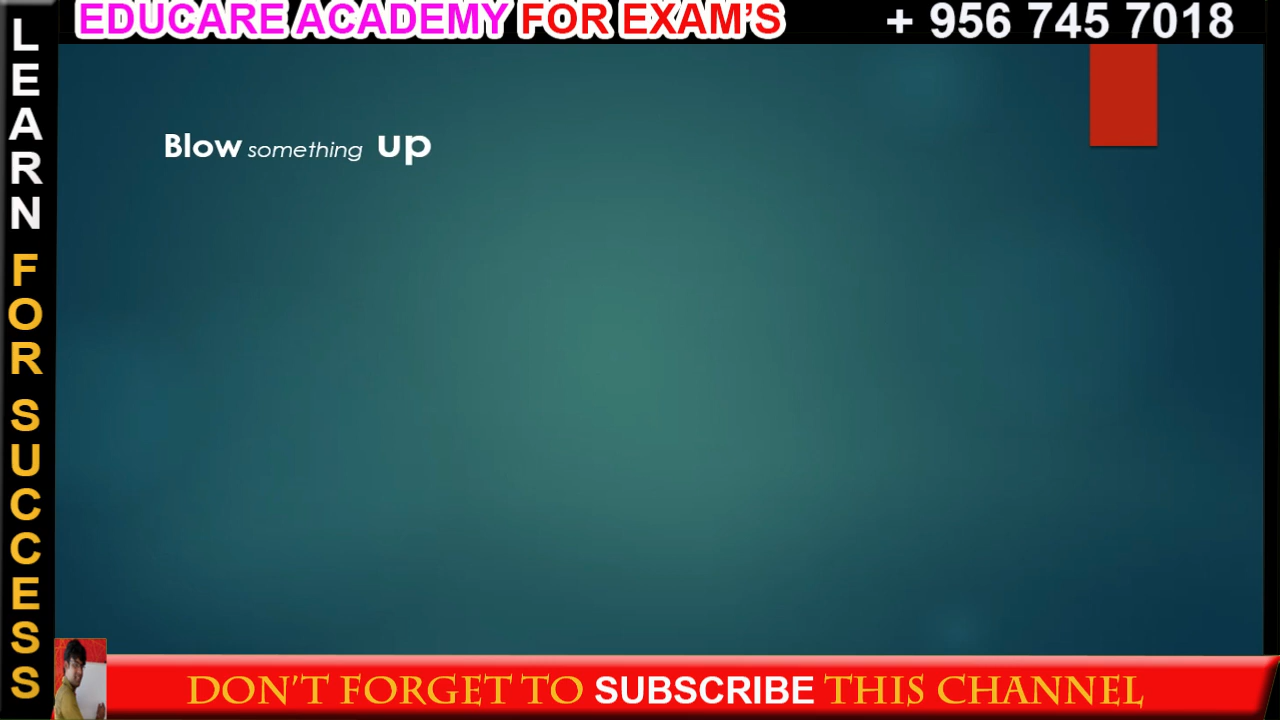 EDUCARE ACADEMY FOR EXAM'S + 956 745 7018
LEARN FOR SUCCESS
Blow something up
DON'T FORGET TO SUBSCRIBE THIS CHANNEL